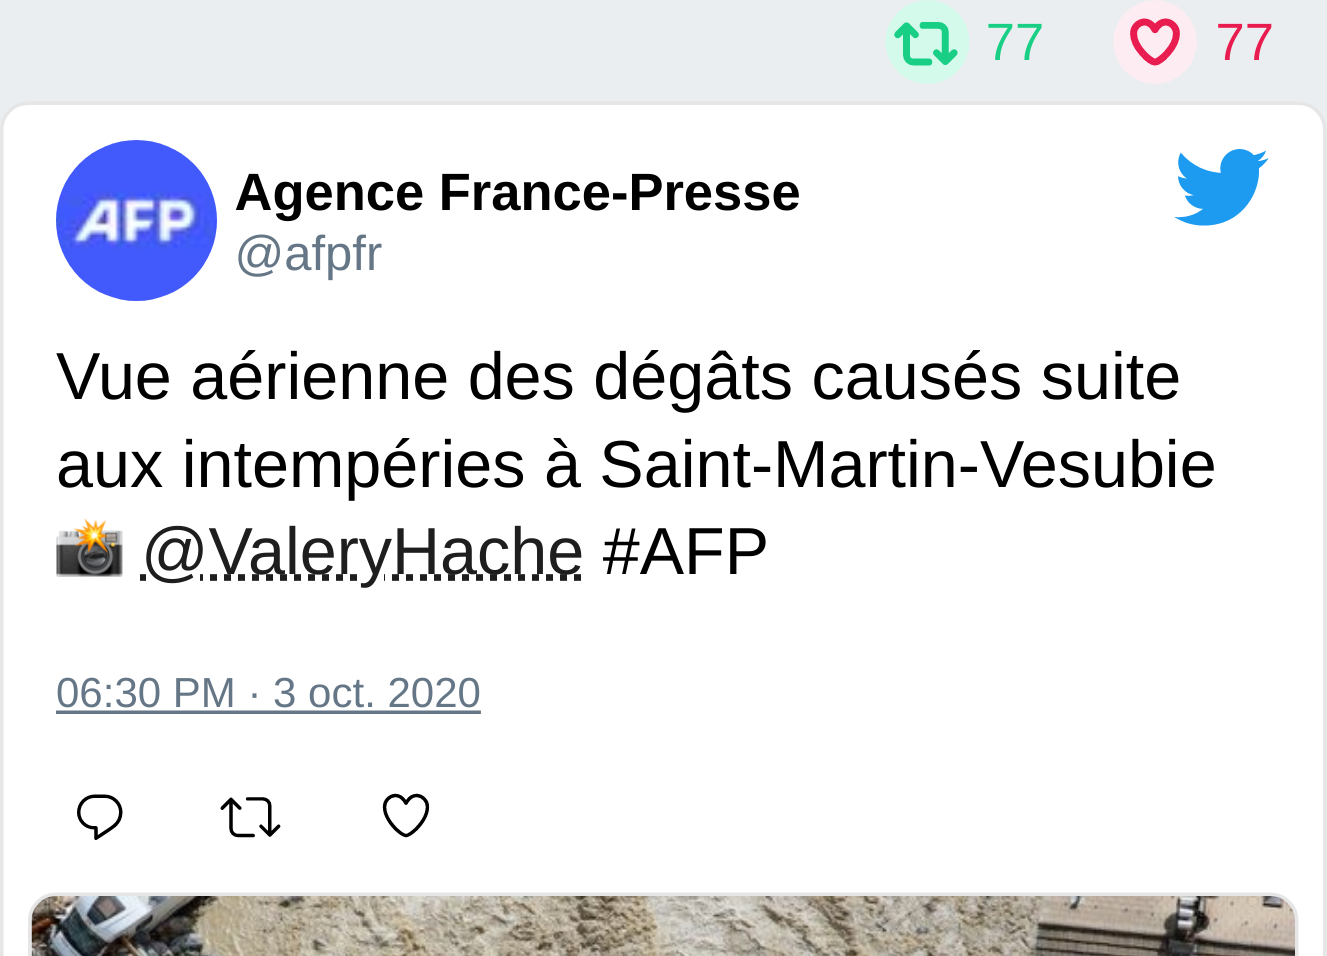 77 77
AFP
Agence France-Presse
@afpfr
Vue aérienne des dégâts causés suite
aux intempéries à Saint-Martin-Vesubie
📸 @ValeryHache #AFP
06:30 PM · 3 oct. 2020